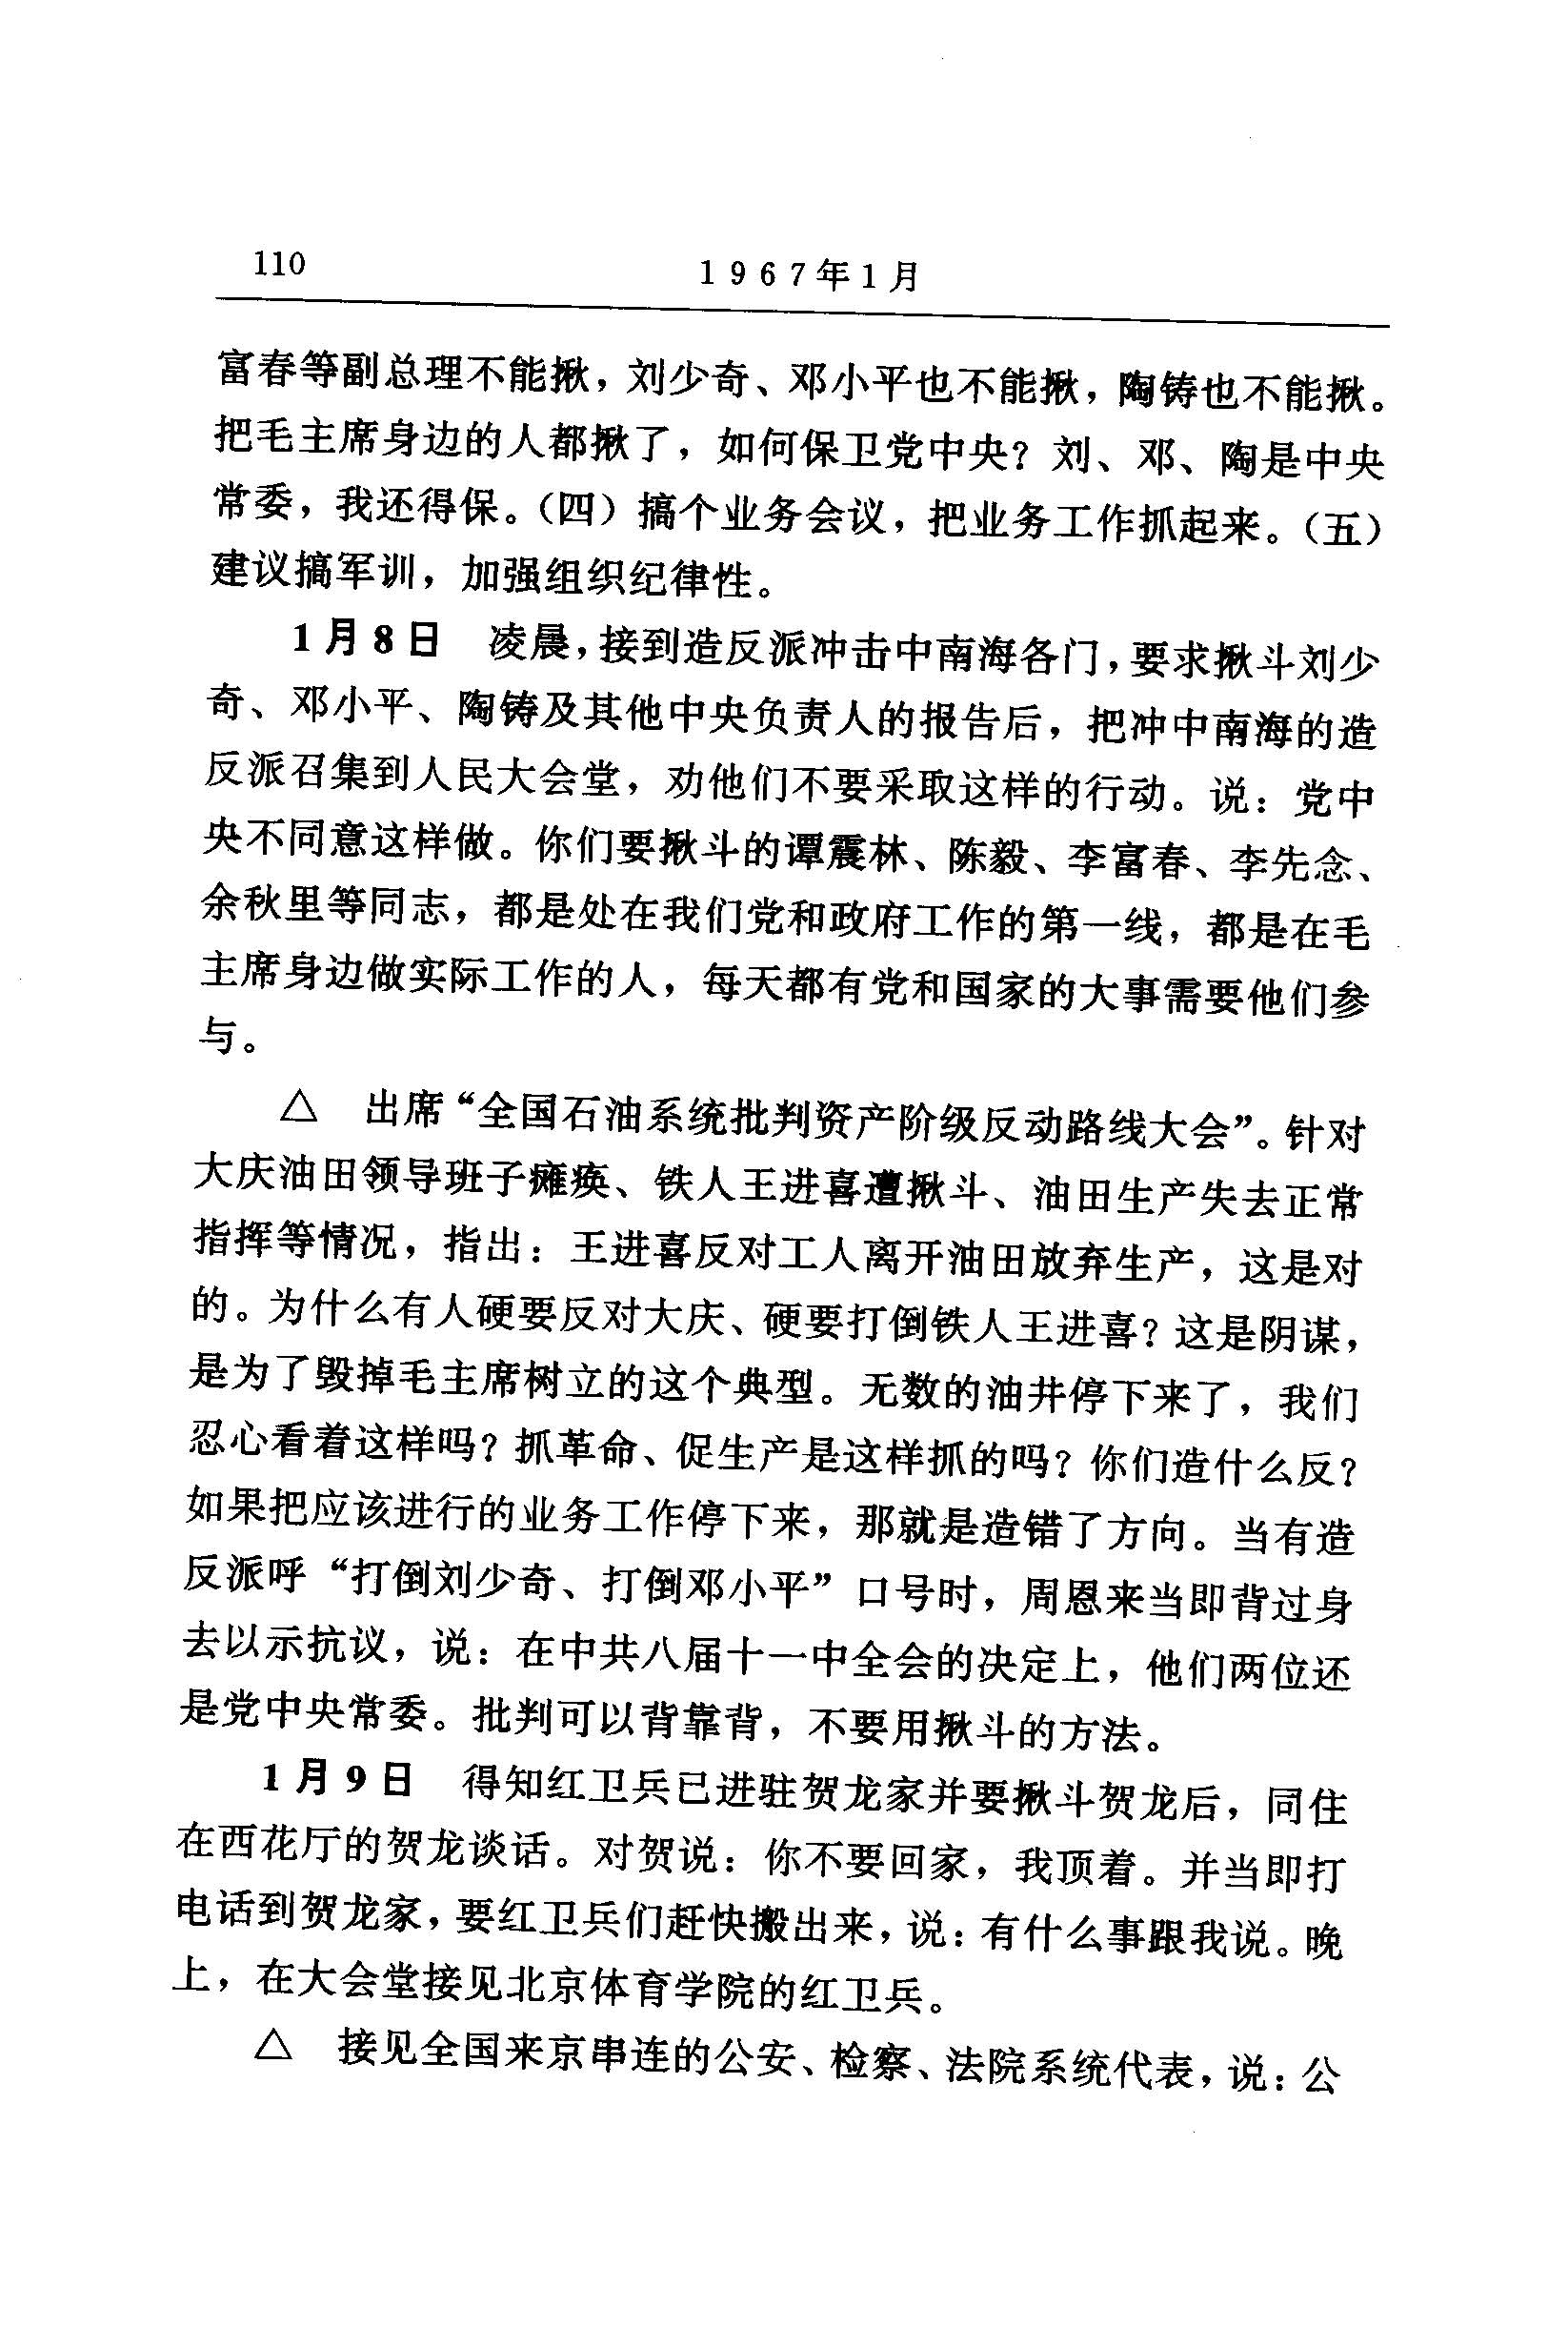 110
1967年1月
富春等副总理不能揪，刘少奇、邓小平也不能揪，陶铸也不能揪。
把毛主席身边的人都揪了，如何保卫党中央？刘、邓、陶是中央
常委，我还得保。（四）搞个业务会议，把业务工作抓起来。（五）
建议搞军训，加强组织纪律性。
1月8日　凌晨，接到造反派冲击中南海各门，要求揪斗刘少
奇、邓小平、陶铸及其他中央负责人的报告后，把冲中南海的造
反派召集到人民大会堂，劝他们不要采取这样的行动。说：党中
央不同意这样做。你们要揪斗的谭震林、陈毅、李富春、李先念、
余秋里等同志，都是处在我们党和政府工作的第一线，都是在毛
主席身边做实际工作的人，每天都有党和国家的大事需要他们参
与。
△　出席“全国石油系统批判资产阶级反动路线大会”。针对
大庆油田领导班子瘫痪、铁人王进喜遭揪斗、油田生产失去正常
指挥等情况，指出：王进喜反对工人离开油田放弃生产，这是对
的。为什么有人硬要反对大庆、硬要打倒铁人王进喜？这是阴谋，
是为了毁掉毛主席树立的这个典型。无数的油井停下来了，我们
忍心看着这样吗？抓革命、促生产是这样抓的吗？你们造什么反？
如果把应该进行的业务工作停下来，那就是造错了方向。当有造
反派呼“打倒刘少奇、打倒邓小平”口号时，周恩来当即背过身
去以示抗议，说：在中共八届十一中全会的决定上，他们两位还
是党中央常委。批判可以背靠背，不要用揪斗的方法。
1月9日　得知红卫兵已进驻贺龙家并要揪斗贺龙后，同住
在西花厅的贺龙谈话。对贺说：你不要回家，我顶着。并当即打
电话到贺龙家，要红卫兵们赶快搬出来，说：有什么事跟我说。晚
上，在大会堂接见北京体育学院的红卫兵。
△　接见全国来京串连的公安、检察、法院系统代表，说：公